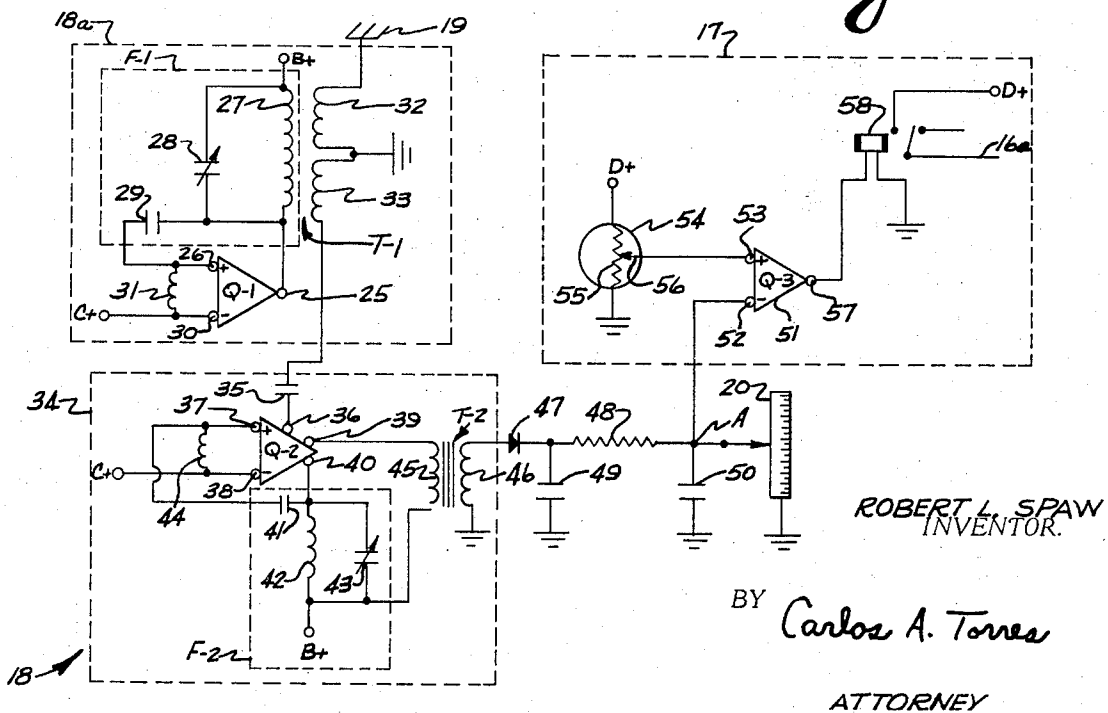 18a
19
17
F-1
B+
27
32
28
29
33
T-1
26
+
Q-1
31
25
C+
-
30
58
D+
16a
D+
54
53
+
Q-3
55
56
57
-
52
51
35
34
37
36
39
T-2
+
47
48
A
20
Q-2
40
45
46
49
50
C+
-
38
44
41
42
43
F-2
B+
18
ROBERT L. SPAW
INVENTOR.
BY
Carlos A. Torres
ATTORNEY